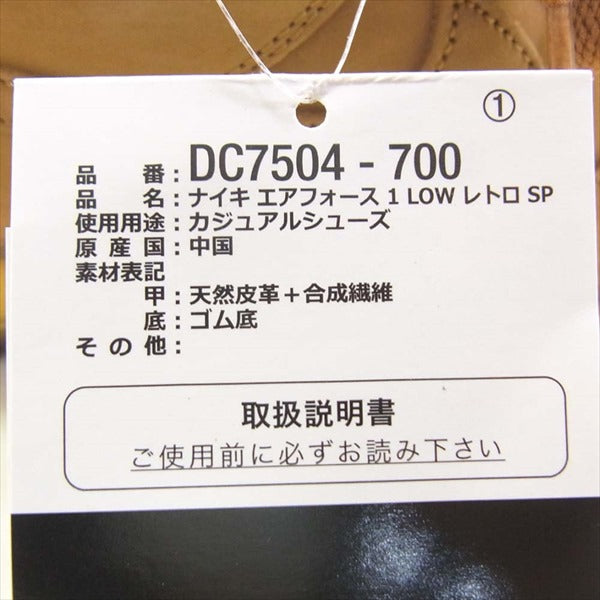 ①
品番:DC7504 - 700
品名:ナイキ エアフォース 1 LOW レトロ SP
使用用途:カジュアルシューズ
原産国:中国
素材表記
甲:天然皮革+合成繊維
底:ゴム底
その他:
取扱説明書
ご使用前に必ずお読み下さい